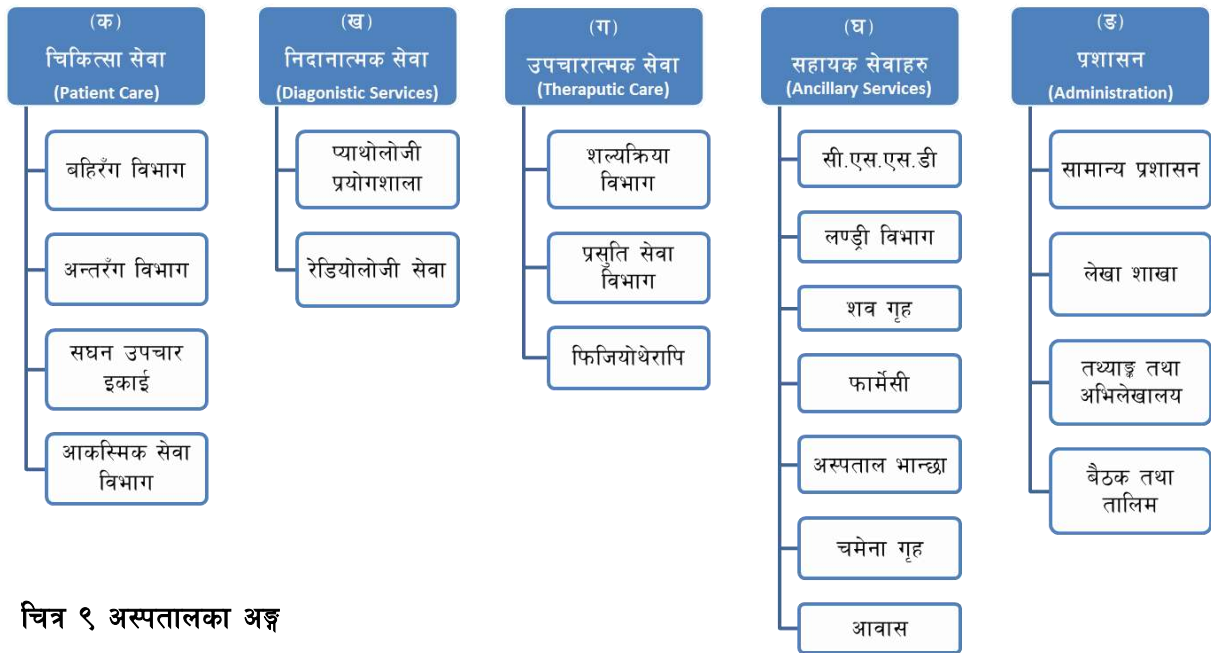 (क)
चिकित्सा सेवा
(Patient Care)
बहिरँग विभाग
अन्तरँग विभाग
सघन उपचार
इकाई
आकस्मिक सेवा
विभाग
(ख)
निदानात्मक सेवा
(Diagonistic Services)
प्याथोलोजी
प्रयोगशाला
रेडियोलोजी सेवा
(ग)
उपचारात्मक सेवा
(Theraputic Care)
शल्यक्रिया
विभाग
प्रसुति सेवा
विभाग
फिजियोथेरापि
(घ)
सहायक सेवाहरु
(Ancillary Services)
सी.एस.एस.डी
लण्ड्री विभाग
शव गृह
फार्मेसी
अस्पताल भान्छा
चमेना गृह
आवास
(ङ)
प्रशासन
(Administration)
सामान्य प्रशासन
लेखा शाखा
तथ्याङ्क तथा
अभिलेखालय
बैठक तथा
तालिम
चित्र ९ अस्पतालका अङ्ग